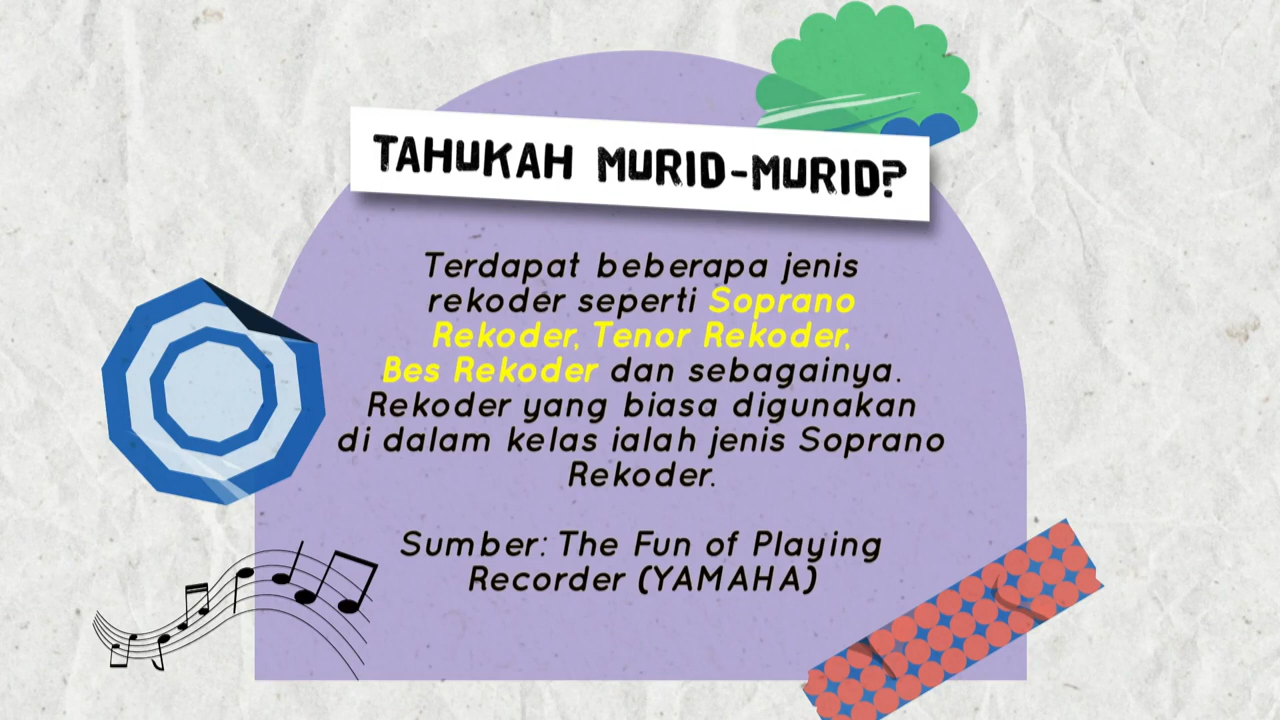 TAHUKAH MURID-MURID?
Terdapat beberapa jenis
rekoder seperti Soprano
Rekoder, Tenor Rekoder,
Bes Rekoder dan sebagainya.
Rekoder yang biasa digunakan
di dalam kelas ialah jenis Soprano
Rekoder.
Sumber: The Fun of Playing
Recorder (YAMAHA)